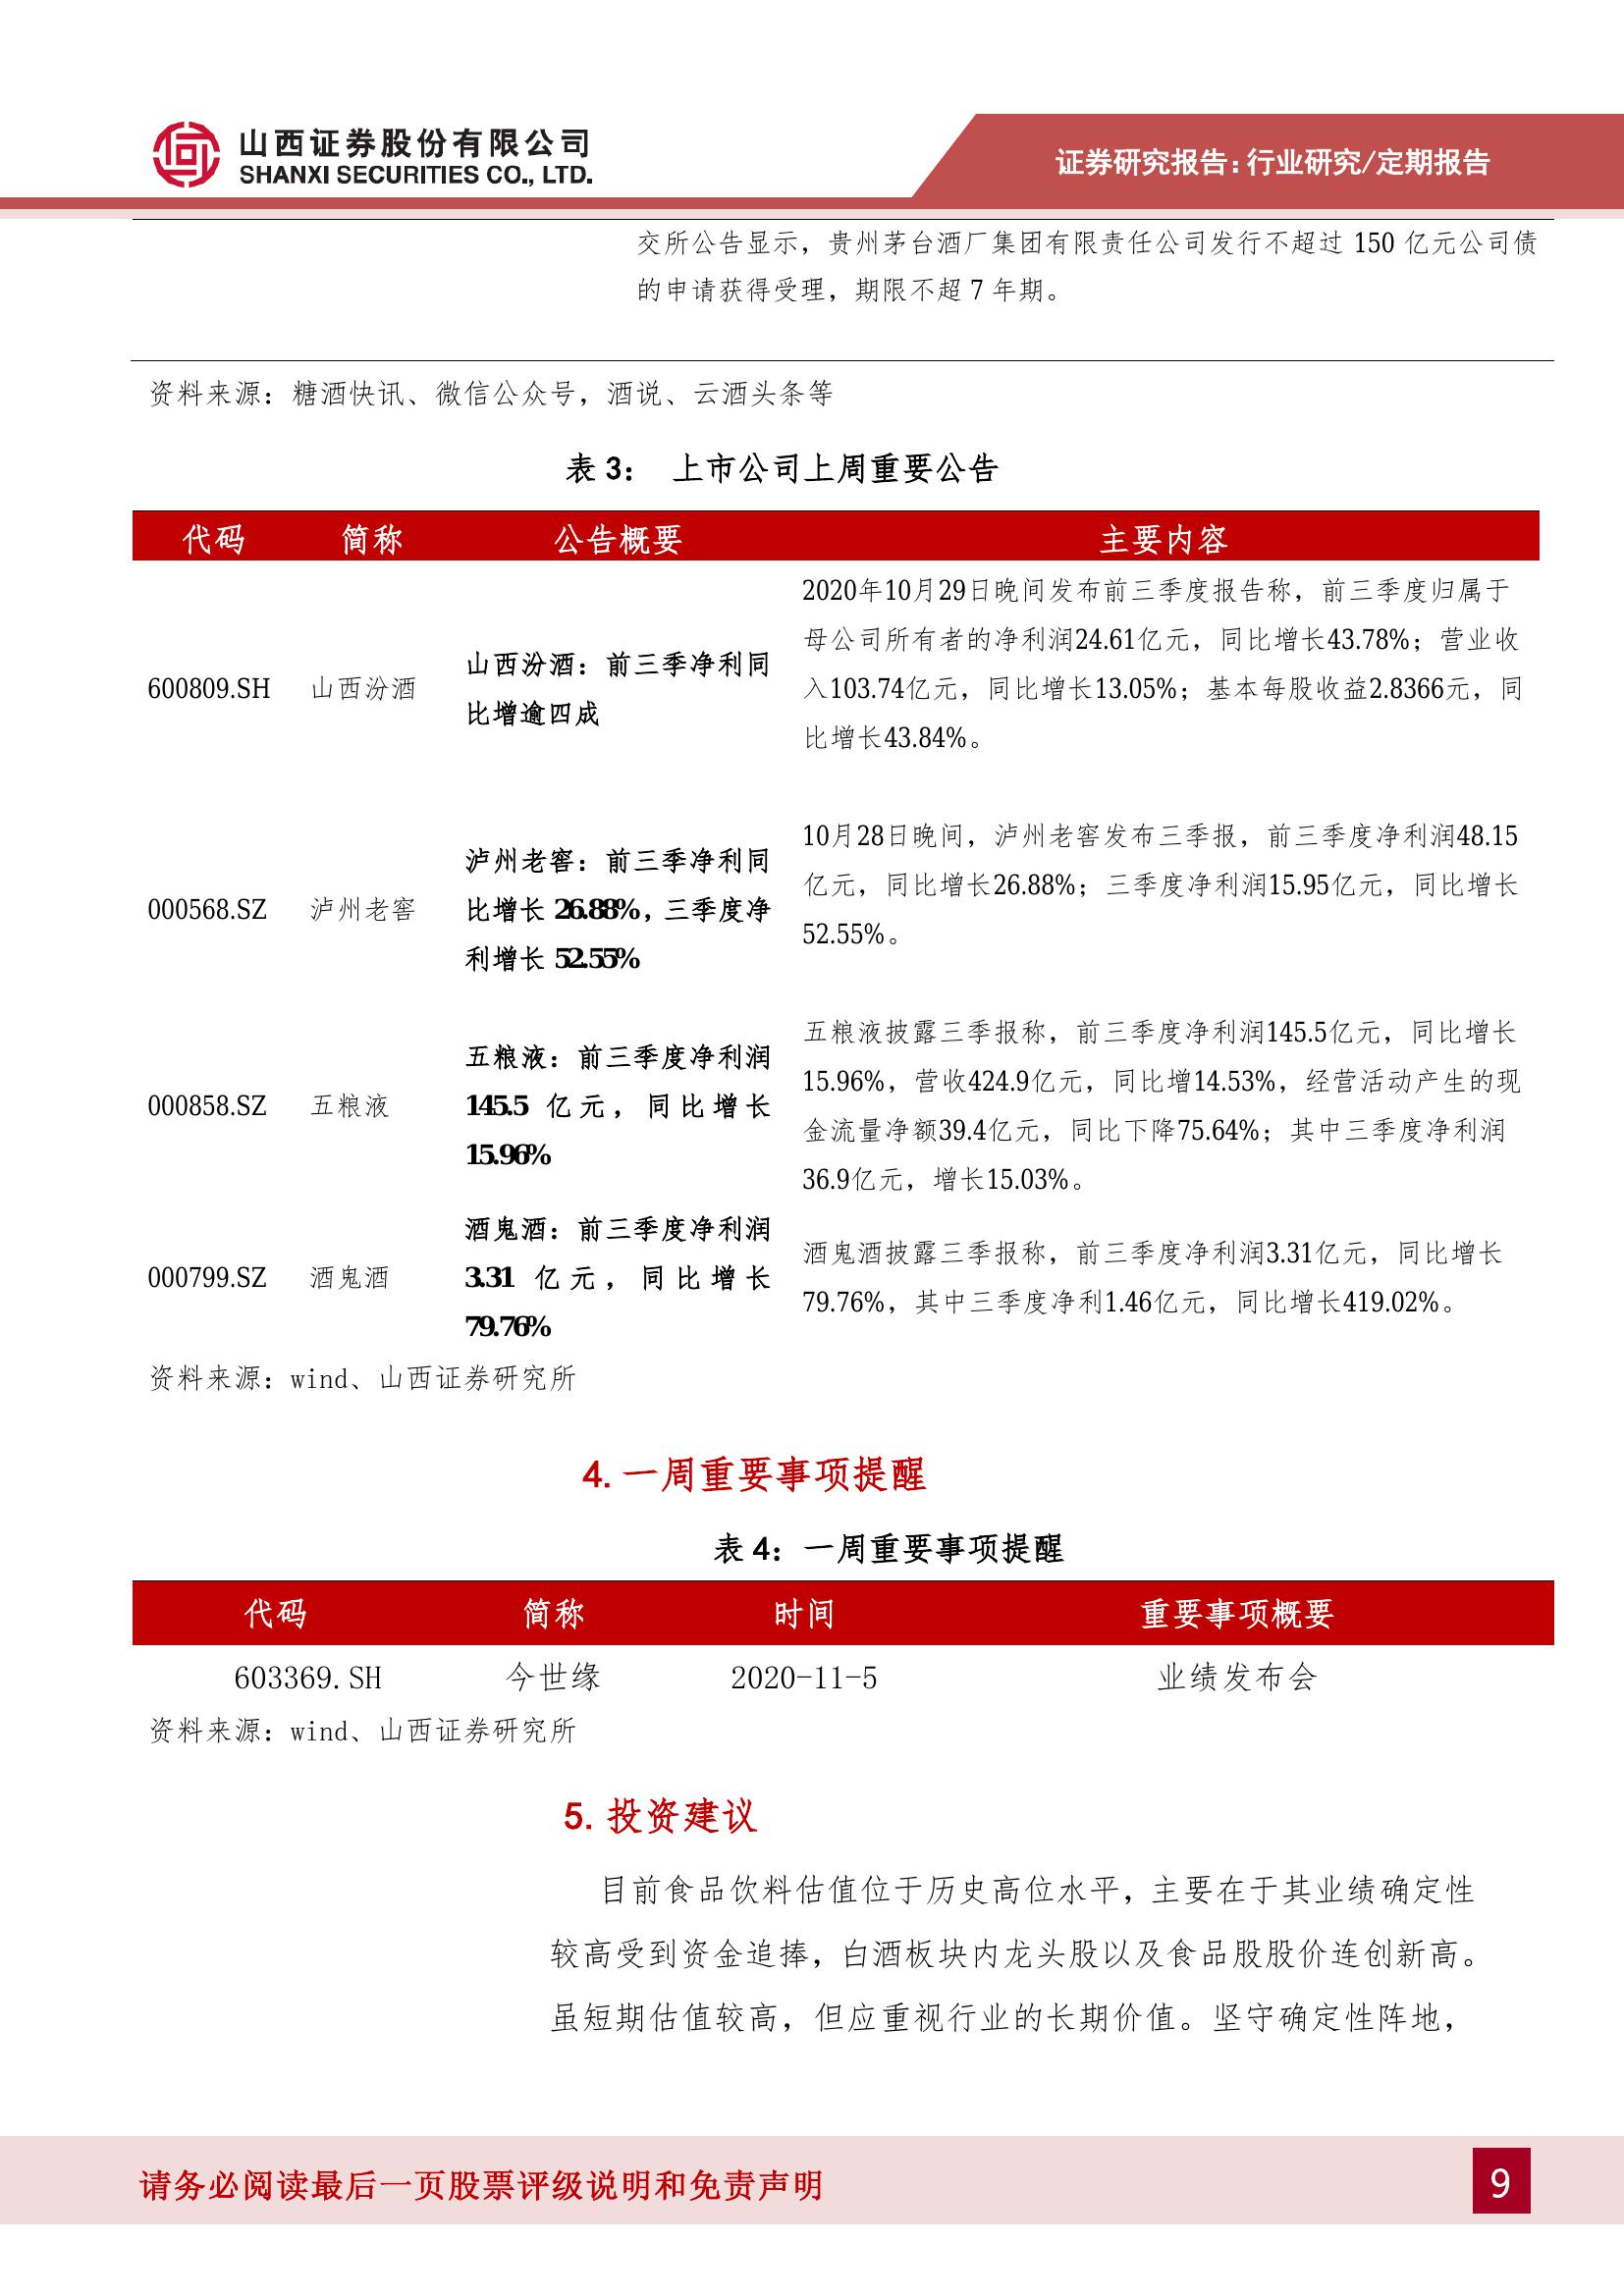 山西证券股份有限公司
SHANXI SECURITIES CO., LTD.
证券研究报告:行业研究/定期报告
交所公告显示，贵州茅台酒厂集团有限责任公司发行不超过 150 亿元公司债
的申请获得受理，期限不超 7 年期。
资料来源：糖酒快讯、微信公众号，酒说、云酒头条等
表 3： 上市公司上周重要公告
代码 简称 公告概要 主要内容
600809.SH 山西汾酒
山西汾酒：前三季净利同
比增逾四成
2020年10月29日晚间发布前三季度报告称，前三季度归属于
母公司所有者的净利润24.61亿元，同比增长43.78%；营业收
入103.74亿元，同比增长13.05%；基本每股收益2.8366元，同
比增长43.84%。
000568.SZ 泸州老窖
泸州老窖：前三季净利同
比增长 26.88%，三季度净
利增长 52.55%
10月28日晚间，泸州老窖发布三季报，前三季度净利润48.15
亿元，同比增长26.88%；三季度净利润15.95亿元，同比增长
52.55%。
000858.SZ 五粮液
五粮液：前三季度净利润
145.5 亿元，同比增长
15.96%
五粮液披露三季报称，前三季度净利润145.5亿元，同比增长
15.96%，营收424.9亿元，同比增14.53%，经营活动产生的现
金流量净额39.4亿元，同比下降75.64%；其中三季度净利润
36.9亿元，增长15.03%。
000799.SZ 酒鬼酒
酒鬼酒：前三季度净利润
3.31 亿元，同比增长
79.76%
酒鬼酒披露三季报称，前三季度净利润3.31亿元，同比增长
79.76%，其中三季度净利1.46亿元，同比增长419.02%。
资料来源：wind、山西证券研究所
4. 一周重要事项提醒
表 4：一周重要事项提醒
代码 简称 时间 重要事项概要
603369.SH 今世缘 2020-11-5 业绩发布会
资料来源：wind、山西证券研究所
5. 投资建议
目前食品饮料估值位于历史高位水平，主要在于其业绩确定性
较高受到资金追捧，白酒板块内龙头股以及食品股股价连创新高。
虽短期估值较高，但应重视行业的长期价值。坚守确定性阵地，
请务必阅读最后一页股票评级说明和免责声明
9